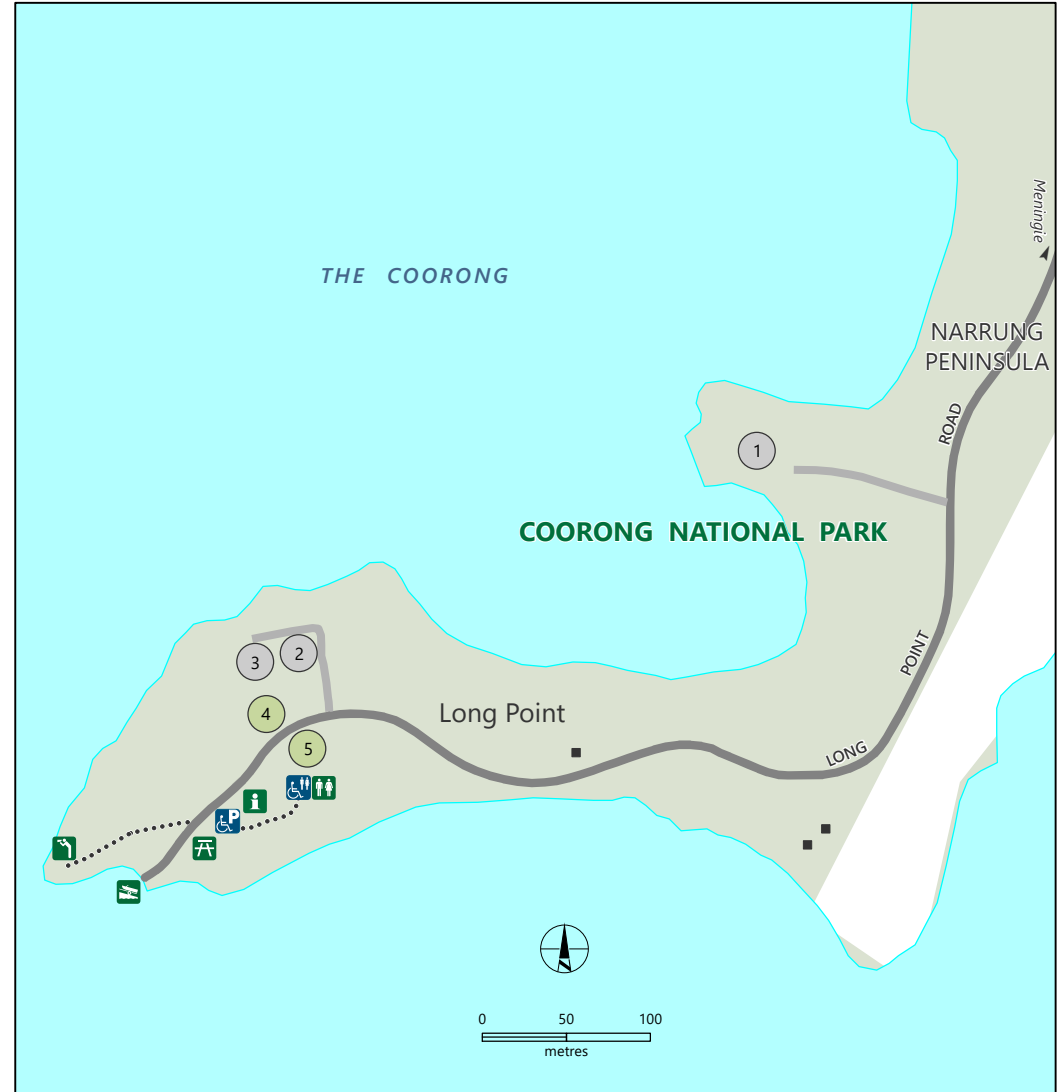 Meningie
THE COORONG
NARRUNG
PENINSULA
ROAD
1
COORONG NATIONAL PARK
POINT
2
3
4
Long Point
5
LONG
i
P
0 50 100
metres